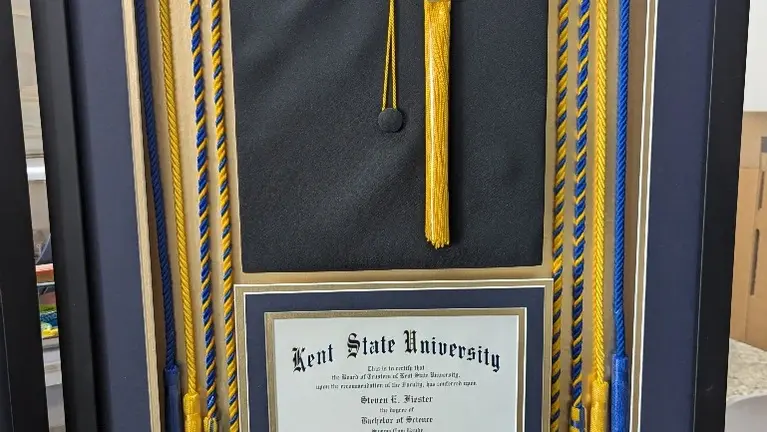 Kent State University
This is to certify that
the Board of Trustees of Kent State University,
upon the recommendation of the Faculty, has conferred upon
Steven E. Fiester
the degree of
Bachelor of Science